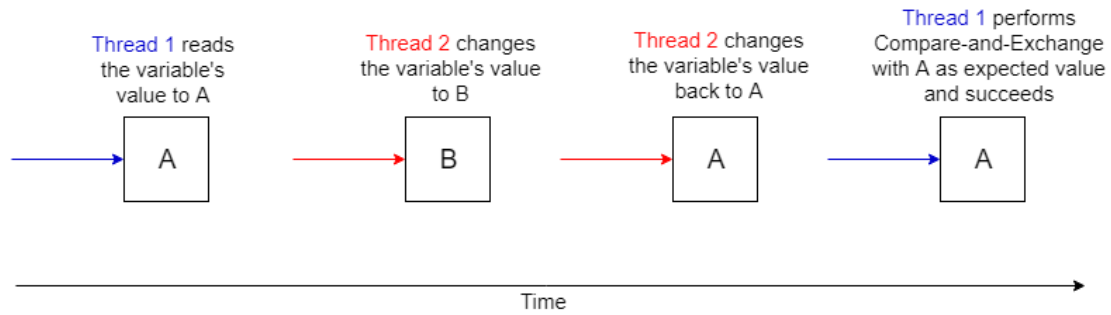 Thread 1 reads
the variable's
value to A
A
Thread 2 changes
the variable's value
to B
B
Thread 2 changes
the variable's value
back to A
A
Thread 1 performs
Compare-and-Exchange
with A as expected value
and succeeds
A
Time